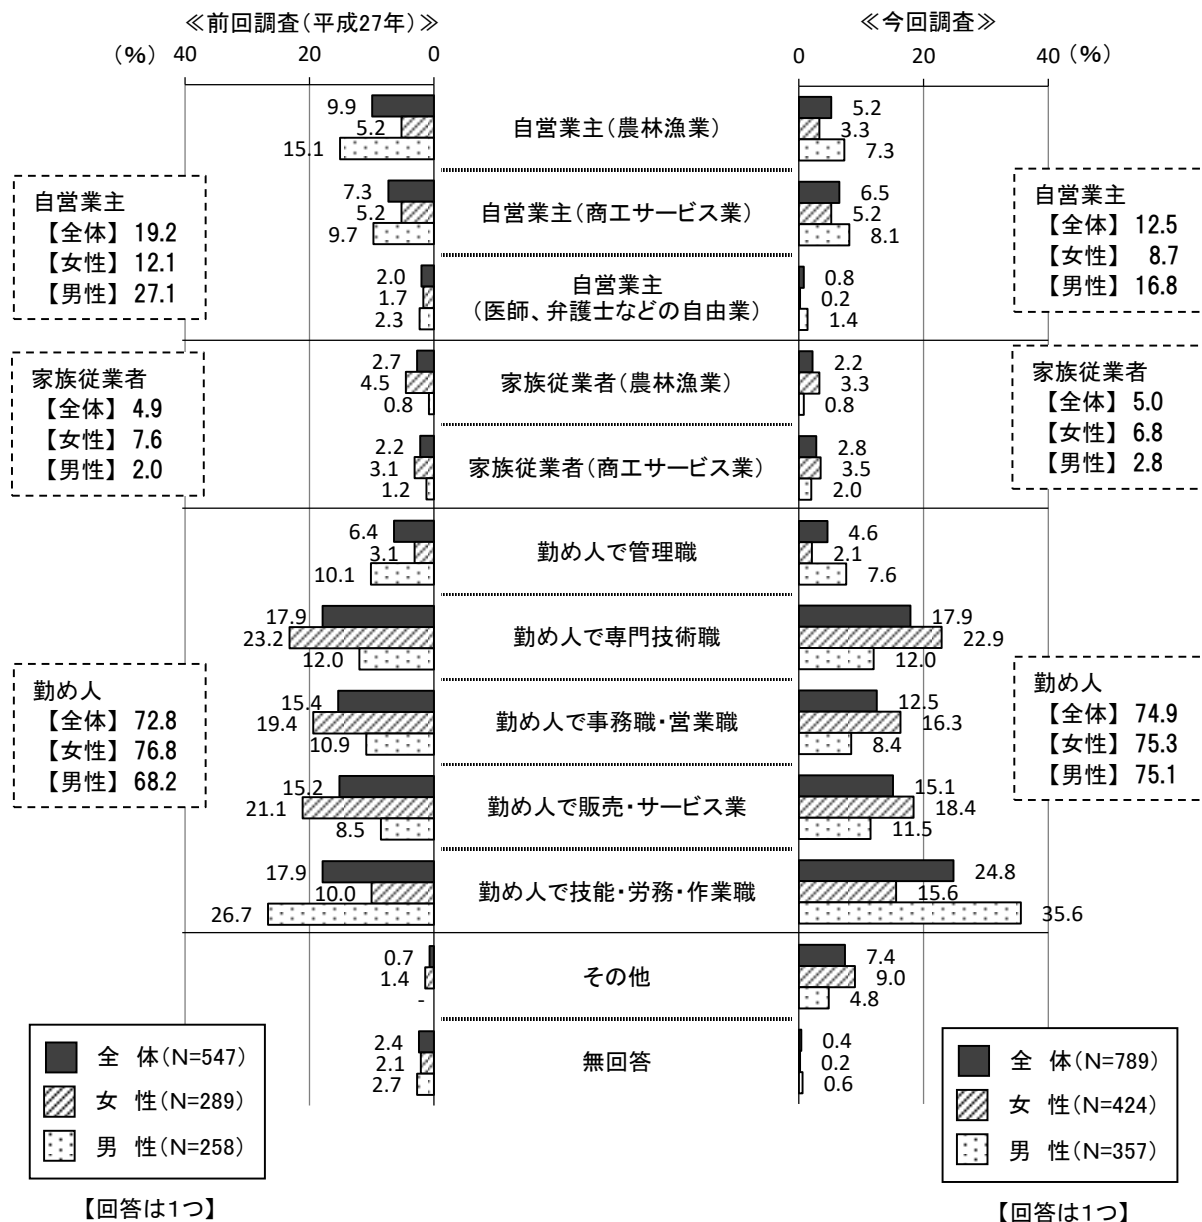 ≪前回調査(平成27年)≫
≪今回調査≫
(%)
40
20
0
0
20
40
(%)
9.9
5.2
15.1
自営業主(農林漁業)
5.2
3.3
7.3
7.3
5.2
9.7
自営業主(商工サービス業)
6.5
5.2
8.1
2.0
1.7
2.3
自営業主
(医師、弁護士などの自由業)
0.8
0.2
1.4
自営業主
【全体】 19.2
【女性】 12.1
【男性】 27.1
自営業主
【全体】 12.5
【女性】 8.7
【男性】 16.8
2.7
4.5
0.8
家族従業者(農林漁業)
2.2
3.3
0.8
2.2
3.1
1.2
家族従業者(商工サービス業)
2.8
3.5
2.0
家族従業者
【全体】 4.9
【女性】 7.6
【男性】 2.0
家族従業者
【全体】 5.0
【女性】 6.8
【男性】 2.8
6.4
3.1
10.1
勤め人で管理職
4.6
2.1
7.6
17.9
23.2
12.0
勤め人で専門技術職
17.9
22.9
12.0
15.4
19.4
10.9
勤め人で事務職・営業職
12.5
16.3
8.4
勤め人
【全体】 72.8
【女性】 76.8
【男性】 68.2
勤め人
【全体】 74.9
【女性】 75.3
【男性】 75.1
15.2
21.1
8.5
勤め人で販売・サービス業
15.1
18.4
11.5
17.9
10.0
26.7
勤め人で技能・労務・作業職
24.8
15.6
35.6
0.7
1.4
-
その他
7.4
9.0
4.8
2.4
2.1
2.7
無回答
0.4
0.2
0.6
全 体(N=547)
女 性(N=289)
男 性(N=258)
全 体(N=789)
女 性(N=424)
男 性(N=357)
【回答は1つ】
【回答は1つ】